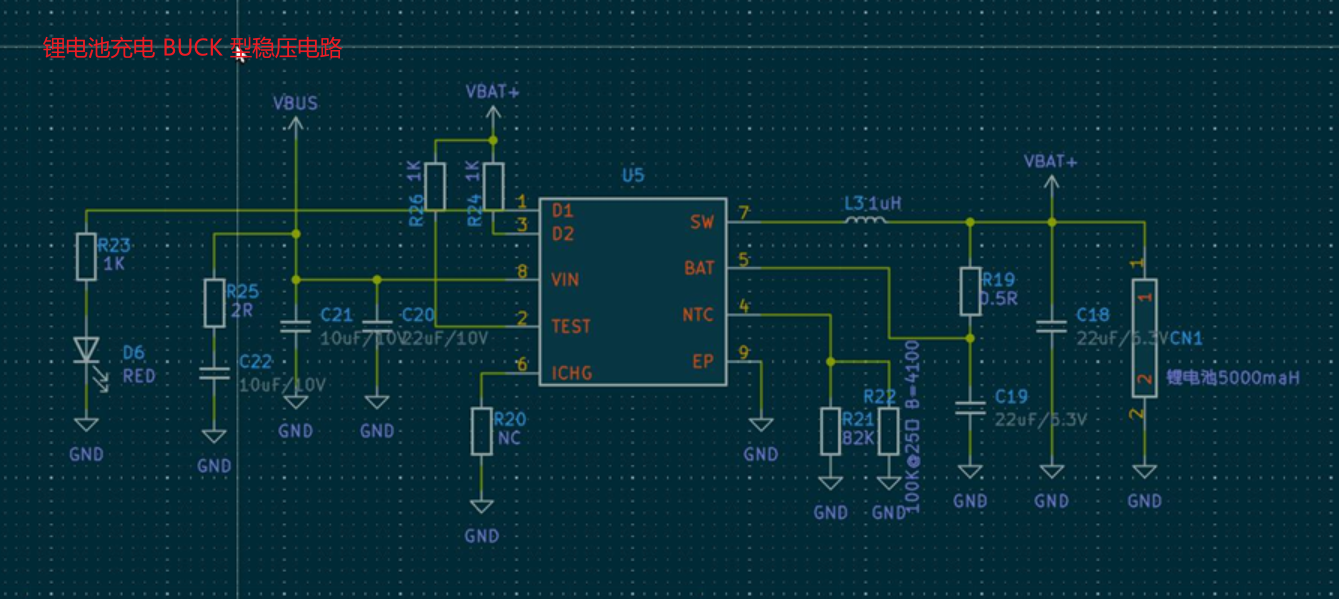 锂电池充电 BUCK 型稳压电路
VBUS
VBAT+
R26 1K
R24 1K
U5
1 D1
3 D2
8 VIN
2 TEST
6 ICHG
SW 7
BAT 5
NTC 4
EP 9
R23
1K
D6
RED
GND
R25
2R
C22
10uF/10V
GND
C21
10uF/10V
GND
C20
22uF/10V
GND
R20
NC
GND
GND
L3 1uH
VBAT+
R19
0.5R
C18
22uF/6.3V
GND
C19
22uF/6.3V
GND
R21
82K
GND
R22
100K@25□ B=4100
GND
CN1
锂电池5000maH
1
1
2
2
GND